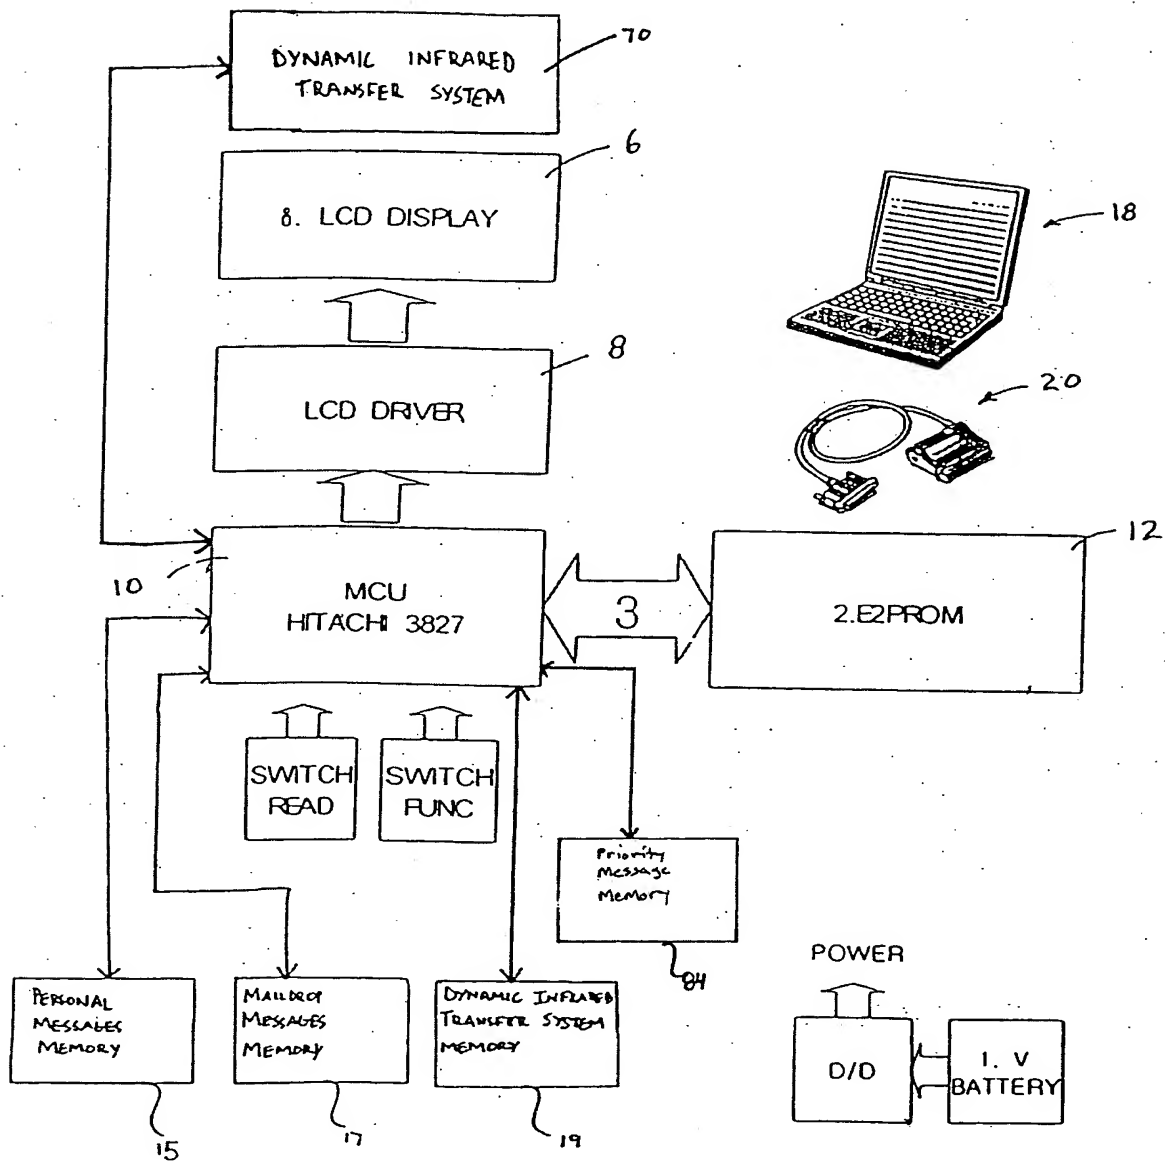 70
DYNAMIC INFRARED
TRANSFER SYSTEM
6
8. LCD DISPLAY
18
8
LCD DRIVER
20
12
10
MCU
HITACHI 3827
3
2.E2PROM
SWITCH
READ
SWITCH
FUNC
Priority
Message
Memory
84
POWER
PERSONAL
MESSAGES
MEMORY
MAILDROP
MESSAGES
MEMORY
DYNAMIC INFRARED
TRANSFER SYSTEM
MEMORY
D/D
1. V
BATTERY
15
17
19